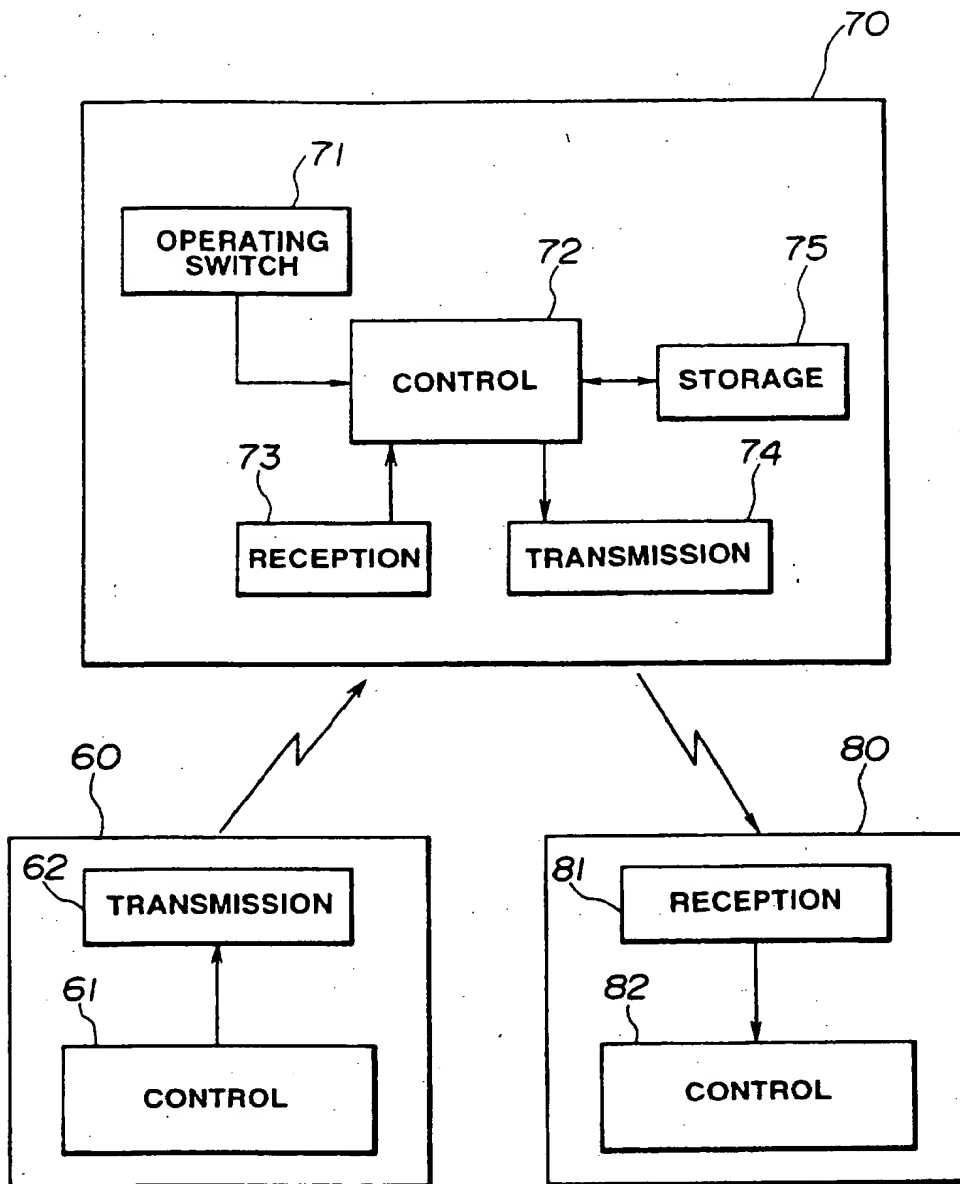 70
71
OPERATING
SWITCH
72
75
CONTROL
STORAGE
73
74
RECEPTION
TRANSMISSION
60
80
62
TRANSMISSION
81
RECEPTION
61
82
CONTROL
CONTROL